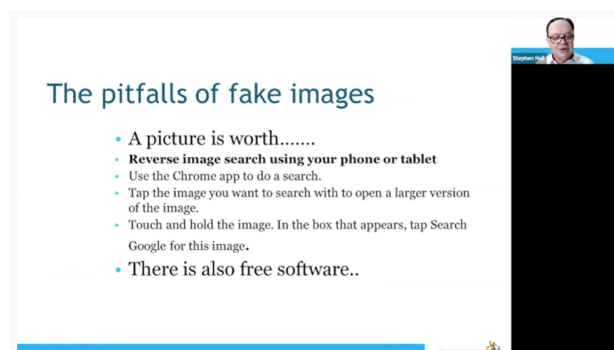 Stephen Hall
The pitfalls of fake images
A picture is worth.......
Reverse image search using your phone or tablet
Use the Chrome app to do a search.
Tap the image you want to search with to open a larger version
of the image.
Touch and hold the image. In the box that appears, tap Search
Google for this image.
There is also free software..